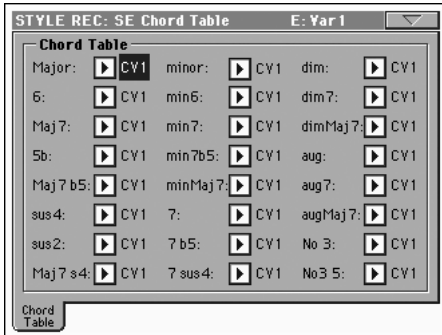 STYLE REC: SE Chord Table E: Var1
Chord Table
Major: CV1 minor: CV1 dim: CV1
6: CV1 min6: CV1 dim7: CV1
Maj7: CV1 min7: CV1 dimMaj7: CV1
5b: CV1 min7b5: CV1 aug: CV1
Maj7b5: CV1 minMaj7: CV1 aug7: CV1
sus4: CV1 7: CV1 augMaj7: CV1
sus2: CV1 7b5: CV1 No 3: CV1
Maj7s4: CV1 7sus4: CV1 No3 5: CV1
Chord
Table